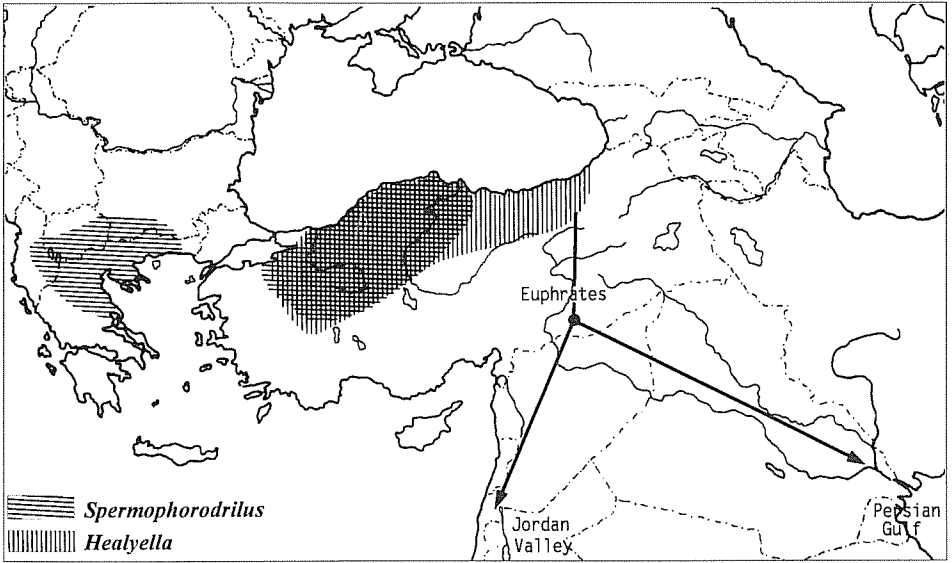 Euphrates
Spermophorodrilus
Healyella
Jordan
Valley
Persian
Gulf